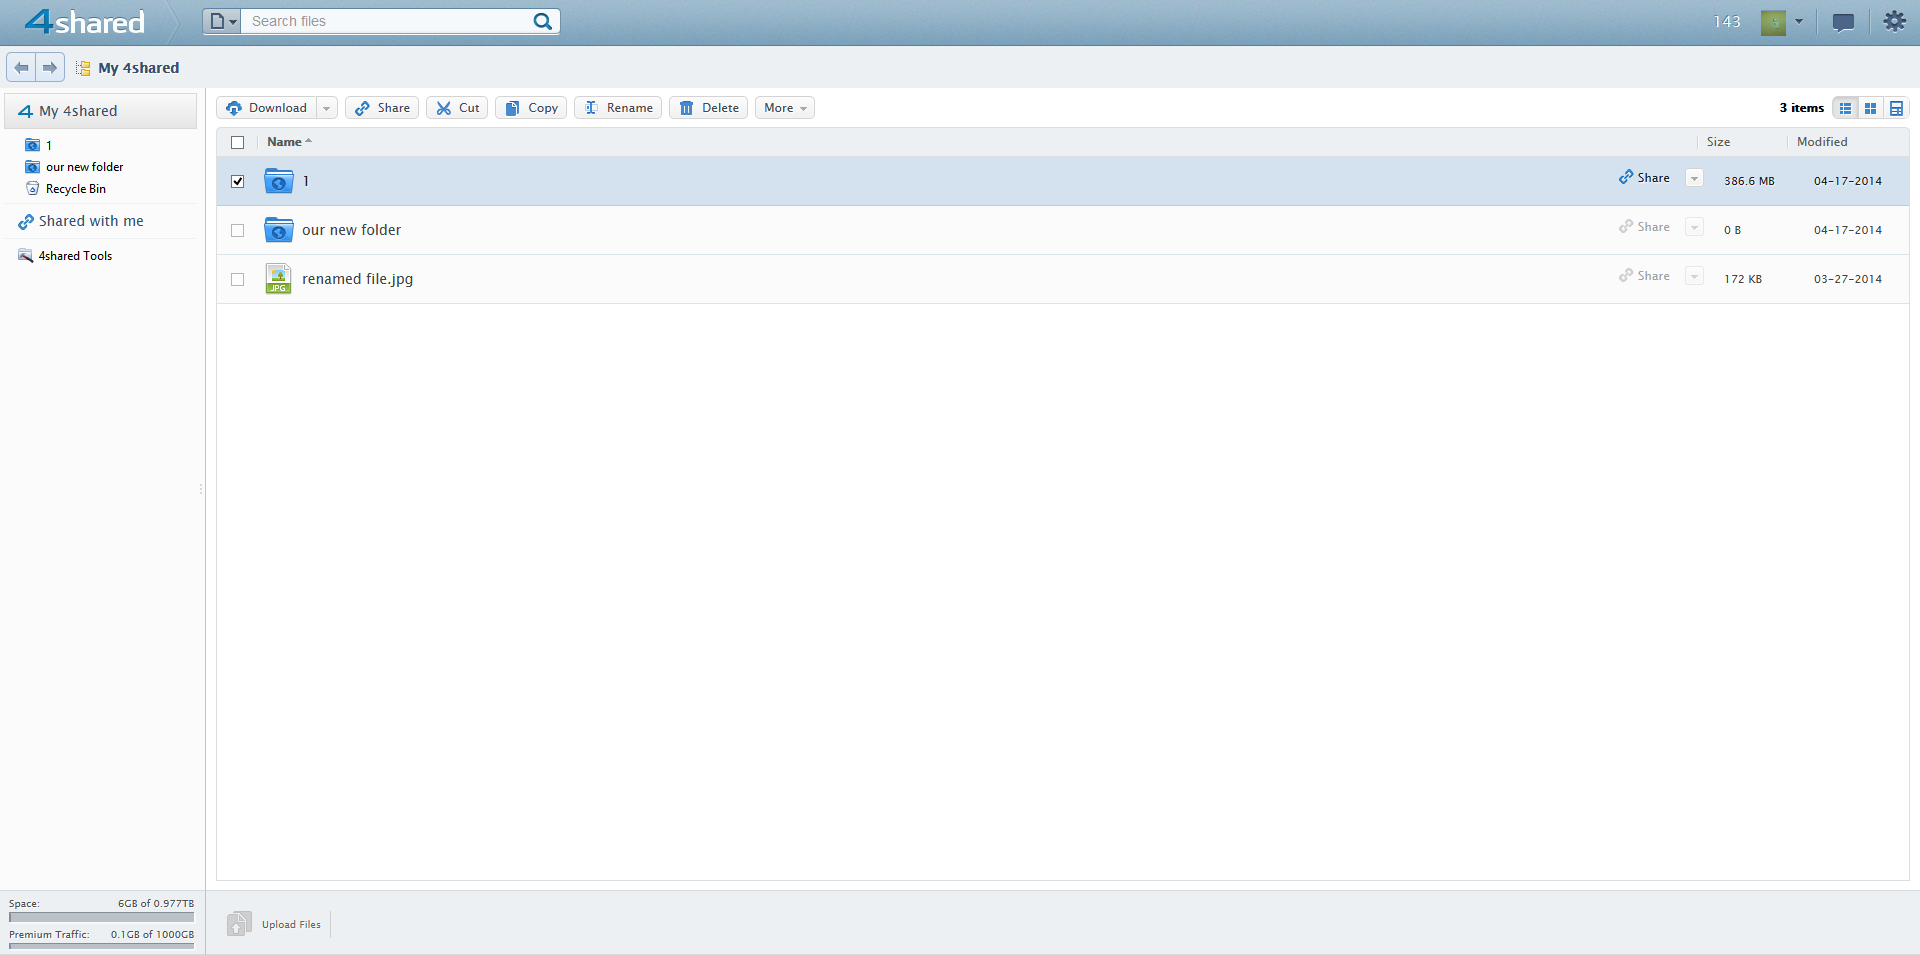 4shared
Search files
143
My 4shared
My 4shared
1
our new folder
Recycle Bin
Shared with me
4shared Tools
Download Share Cut Copy Rename Delete More
3 items
Name Size Modified
1 Share 386.6 MB 04-17-2014
our new folder Share 0 B 04-17-2014
JPG renamed file.jpg Share 172 KB 03-27-2014
Space: 6GB of 0.977TB
Premium Traffic: 0.1GB of 1000GB
Upload Files